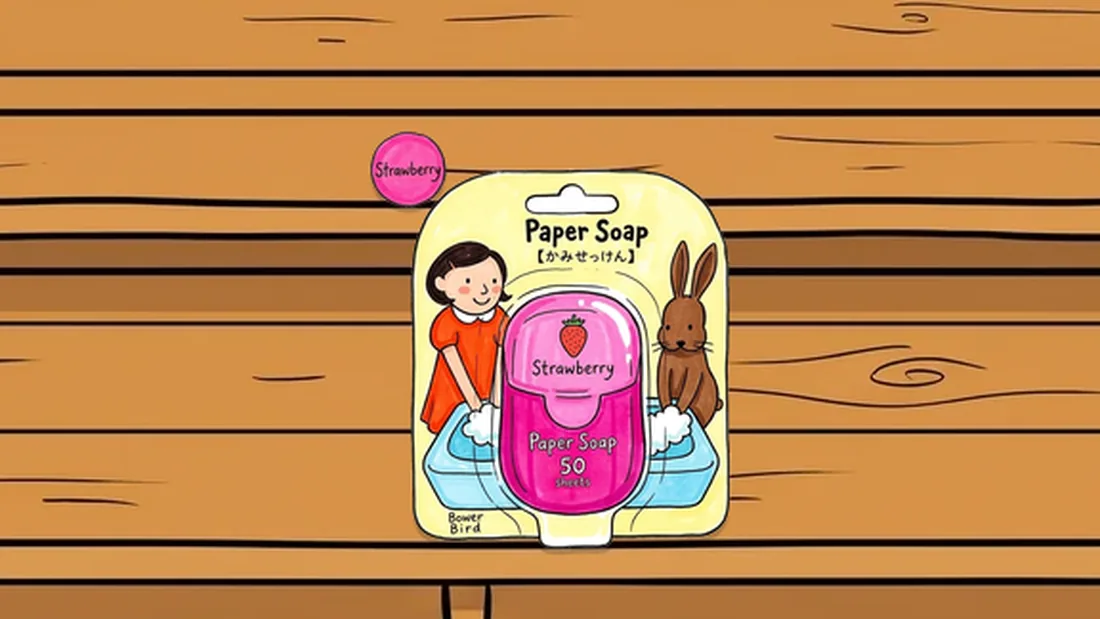 Strawberry
Paper Soap
【かみせっけん】
Strawberry
Paper Soap
50
sheets
Bower
Bird